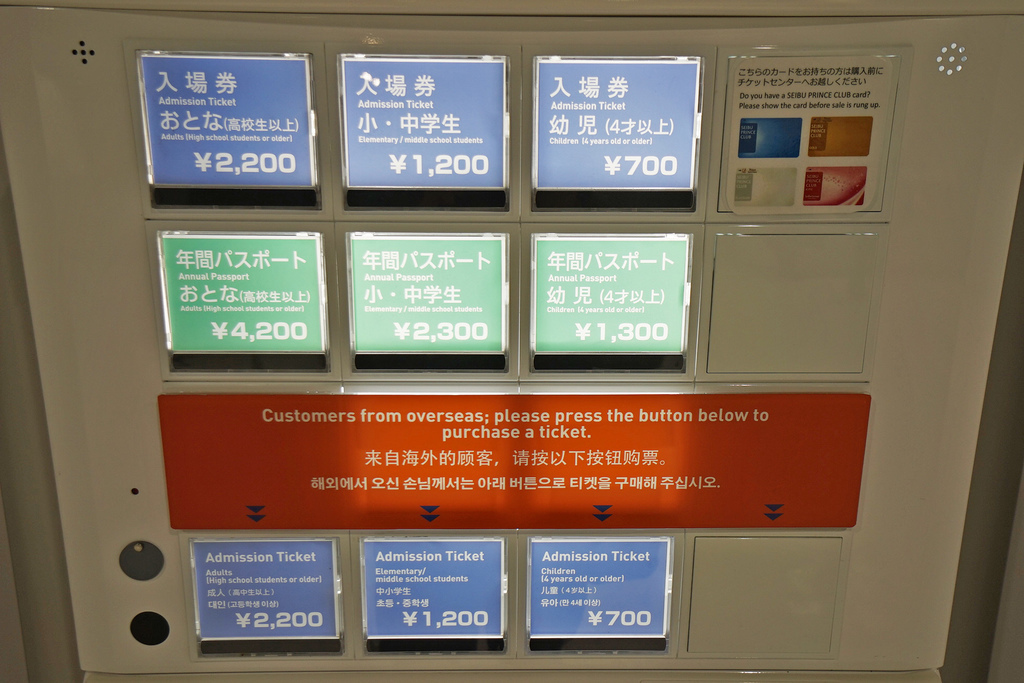 入場券
Admission Ticket
おとな(高校生以上)
Adults (High school students or older)
¥2,200
入場券
Admission Ticket
小・中学生
Elementary / middle school students
¥1,200
入場券
Admission Ticket
幼児(4才以上)
Children (4 years old or older)
¥700
こちらのカードをお持ちの方は購入前に
チケットセンターへお越しください
Do you have a SEIBU PRINCE CLUB card?
Please show the card before sale is rung up.
SEIBU
PRINCE
CLUB
SEIBU
PRINCE
CLUB
SEIBU
PRINCE
CLUB
年間パスポート
Annual Passport
おとな(高校生以上)
Adults (High school students or older)
¥4,200
年間パスポート
Annual Passport
小・中学生
Elementary / middle school students
¥2,300
年間パスポート
Annual Passport
幼児(4才以上)
Children (4 years old or older)
¥1,300
Customers from overseas; please press the button below to
purchase a ticket.
来自海外的顾客，请按以下按钮购票。
해외에서 오신 손님께서는 아래 버튼으로 티켓을 구매해 주십시오.
Admission Ticket
Adults
(High school students or older)
成人（高中生以上）
대인 (고등학생 이상)
¥2,200
Admission Ticket
Elementary/
middle school students
中小学生
초등・중학생
¥1,200
Admission Ticket
Children
(4 years old or older)
儿童（4岁以上）
유아 (만 4세 이상)
¥700